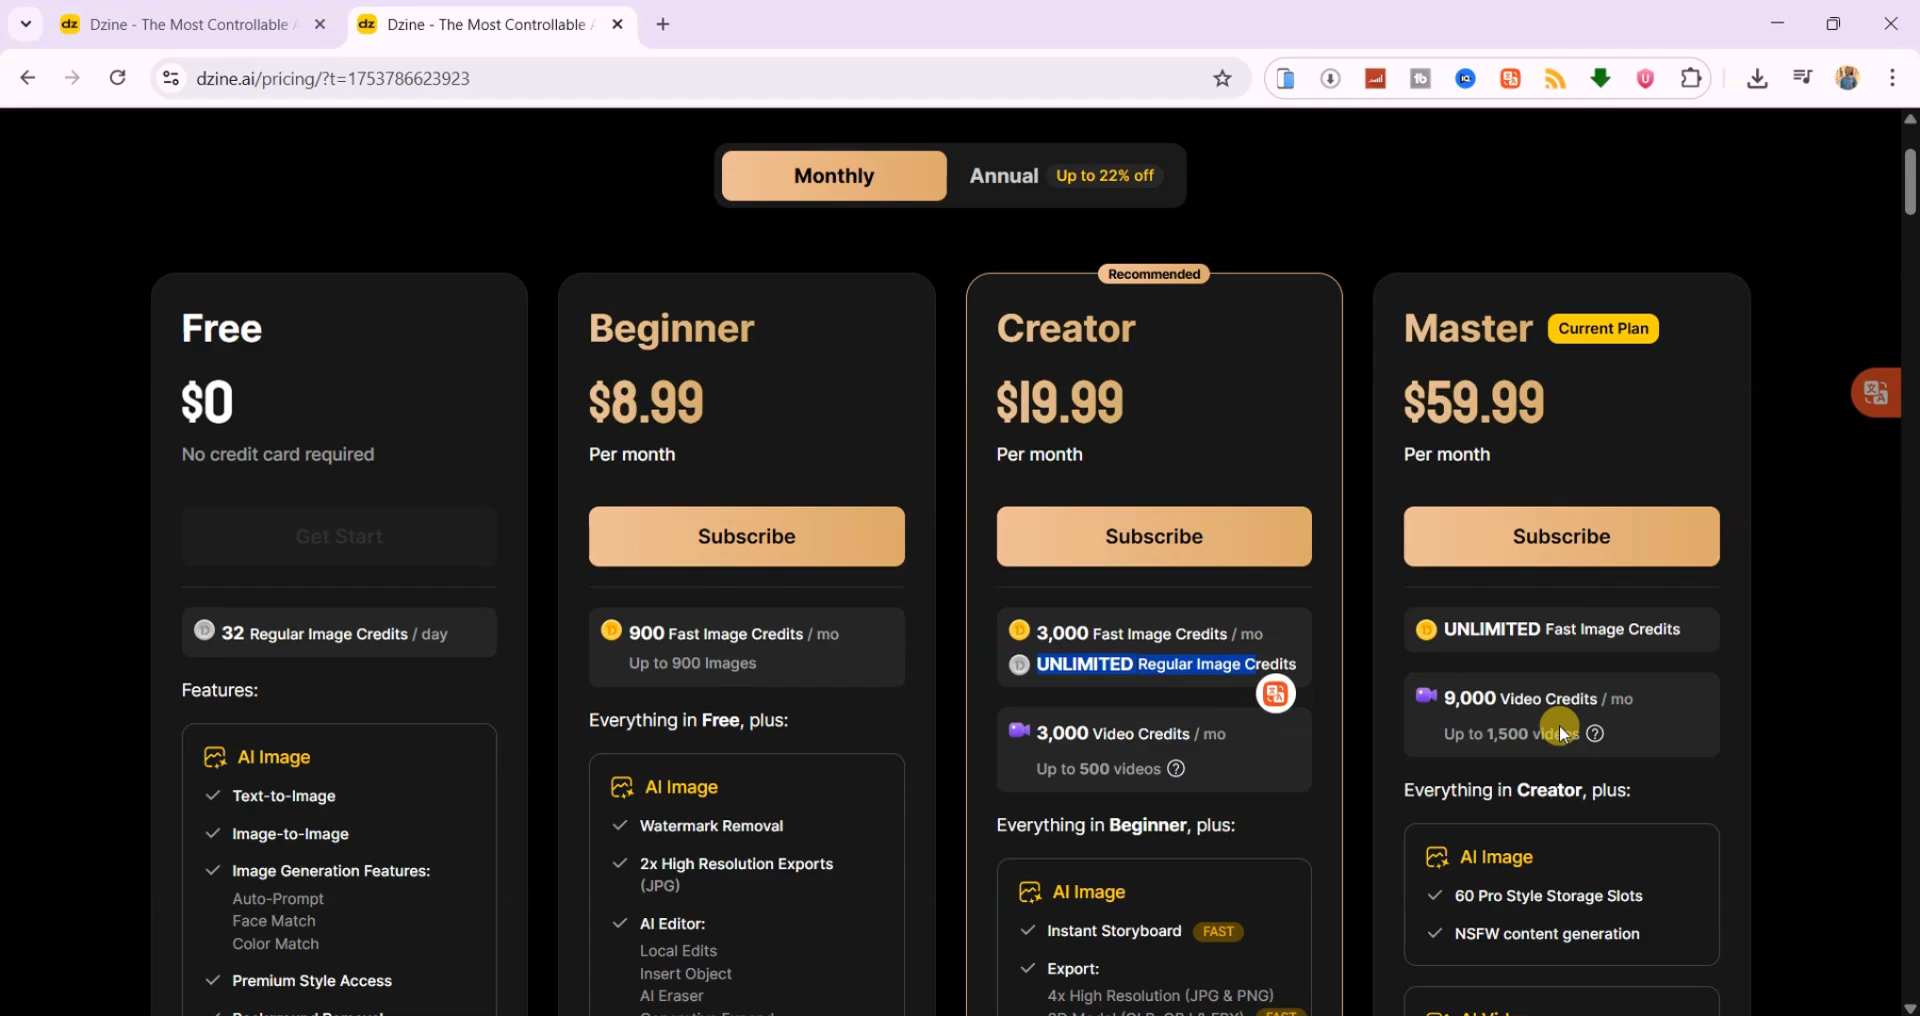 Dzine - The Most Controllable A
Dzine - The Most Controllable A
dzine.ai/pricing/?t=1753786623923
Monthly
Annual Up to 22% off
Free
$0
No credit card required
Get Start
32 Regular Image Credits / day
Features:
AI Image
Text-to-Image
Image-to-Image
Image Generation Features:
Auto-Prompt
Face Match
Color Match
Premium Style Access
Beginner
$8.99
Per month
Subscribe
900 Fast Image Credits / mo
Up to 900 Images
Everything in Free, plus:
AI Image
Watermark Removal
2x High Resolution Exports
(JPG)
AI Editor:
Local Edits
Insert Object
AI Eraser
Recommended
Creator
$19.99
Per month
Subscribe
3,000 Fast Image Credits / mo
UNLIMITED Regular Image Credits
3,000 Video Credits / mo
Up to 500 videos
Everything in Beginner, plus:
AI Image
Instant Storyboard FAST
Export:
4x High Resolution (JPG & PNG)
Master Current Plan
$59.99
Per month
Subscribe
UNLIMITED Fast Image Credits
9,000 Video Credits / mo
Up to 1,500 videos
Everything in Creator, plus:
AI Image
60 Pro Style Storage Slots
NSFW content generation